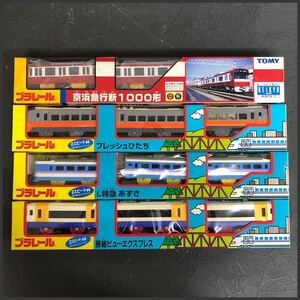 プラレール
京浜急行新1000形
TOMY
KEIKYU
プラレール
フレッシュひたち
プラレール
L特急 あずさ
プラレール
房総ビューエクスプレス